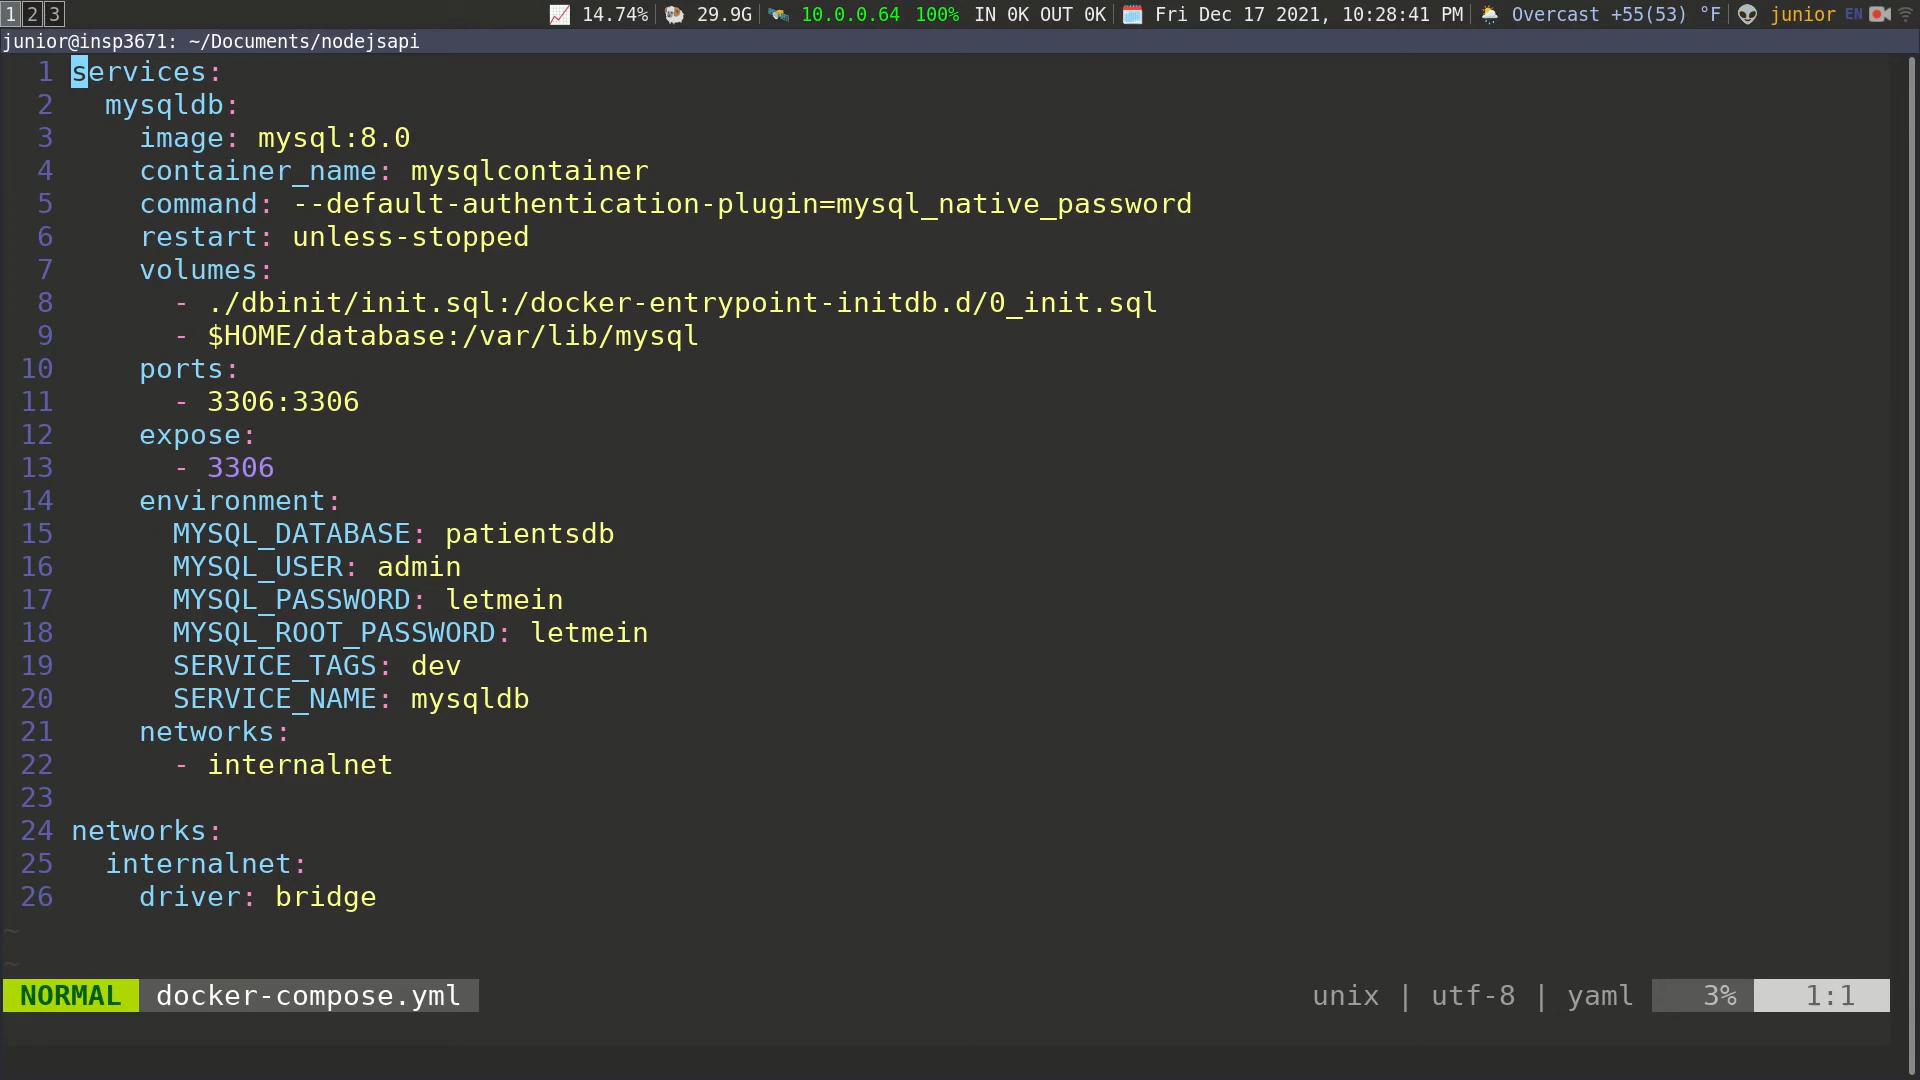 1 2 3 14.74% 29.9G 10.0.0.64 100% IN 0K OUT 0K Fri Dec 17 2021, 10:28:41 PM Overcast +55(53) °F junior EN
junior@insp3671: ~/Documents/nodejsapi
1 services:
2   mysqldb:
3     image: mysql:8.0
4     container_name: mysqlcontainer
5     command: --default-authentication-plugin=mysql_native_password
6     restart: unless-stopped
7     volumes:
8       - ./dbinit/init.sql:/docker-entrypoint-initdb.d/0_init.sql
9       - $HOME/database:/var/lib/mysql
10     ports:
11       - 3306:3306
12     expose:
13       - 3306
14     environment:
15       MYSQL_DATABASE: patientsdb
16       MYSQL_USER: admin
17       MYSQL_PASSWORD: letmein
18       MYSQL_ROOT_PASSWORD: letmein
19       SERVICE_TAGS: dev
20       SERVICE_NAME: mysqldb
21     networks:
22       - internalnet
23
24 networks:
25   internalnet:
26     driver: bridge
~
~
NORMAL docker-compose.yml unix | utf-8 | yaml 3% 1:1